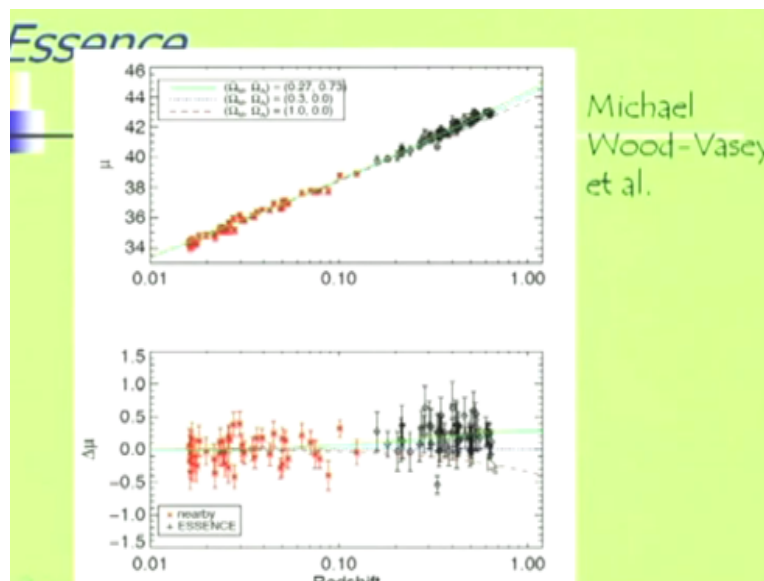 Essence
46
44
42
40
38
36
34
μ
(Ωₘ, Ω_Λ) = (0.27, 0.73)
(Ωₘ, Ω_Λ) = (0.3, 0.0)
(Ωₘ, Ω_Λ) = (1.0, 0.0)
0.01 0.10 1.00
Michael
Wood-Vasey
et al.
1.5
1.0
0.5
0.0
-0.5
-1.0
-1.5
Δμ
nearby
ESSENCE
0.01 0.10 1.00
Redshift